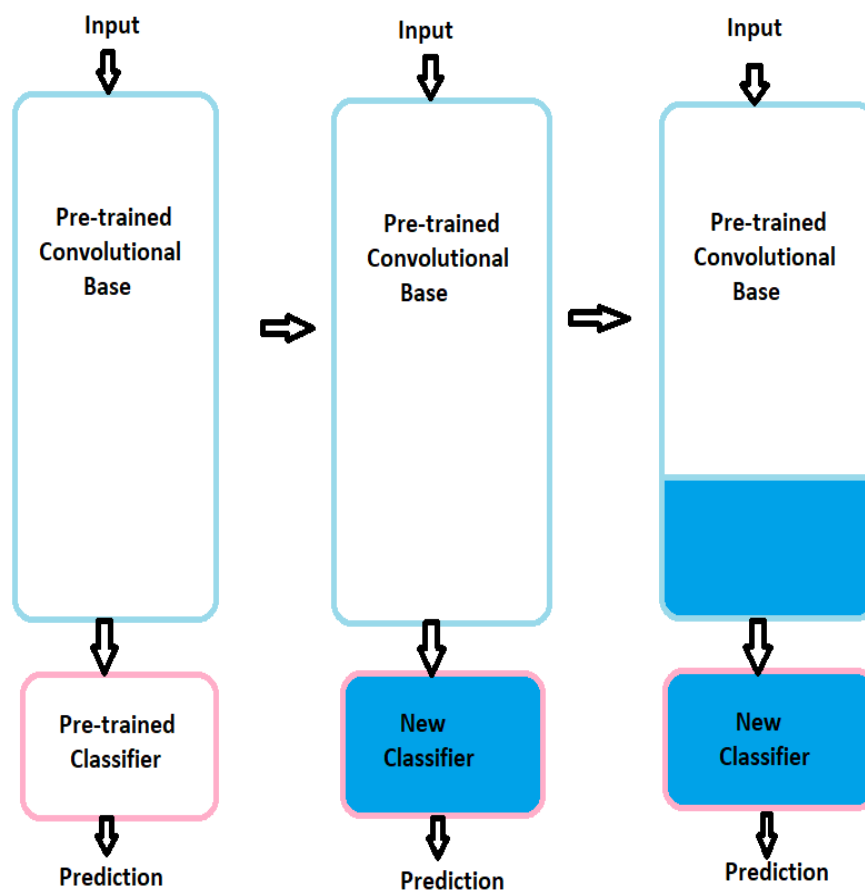 Input
Pre-trained
Convolutional
Base
Pre-trained
Classifier
Prediction
Input
Pre-trained
Convolutional
Base
New
Classifier
Prediction
Input
Pre-trained
Convolutional
Base
New
Classifier
Prediction